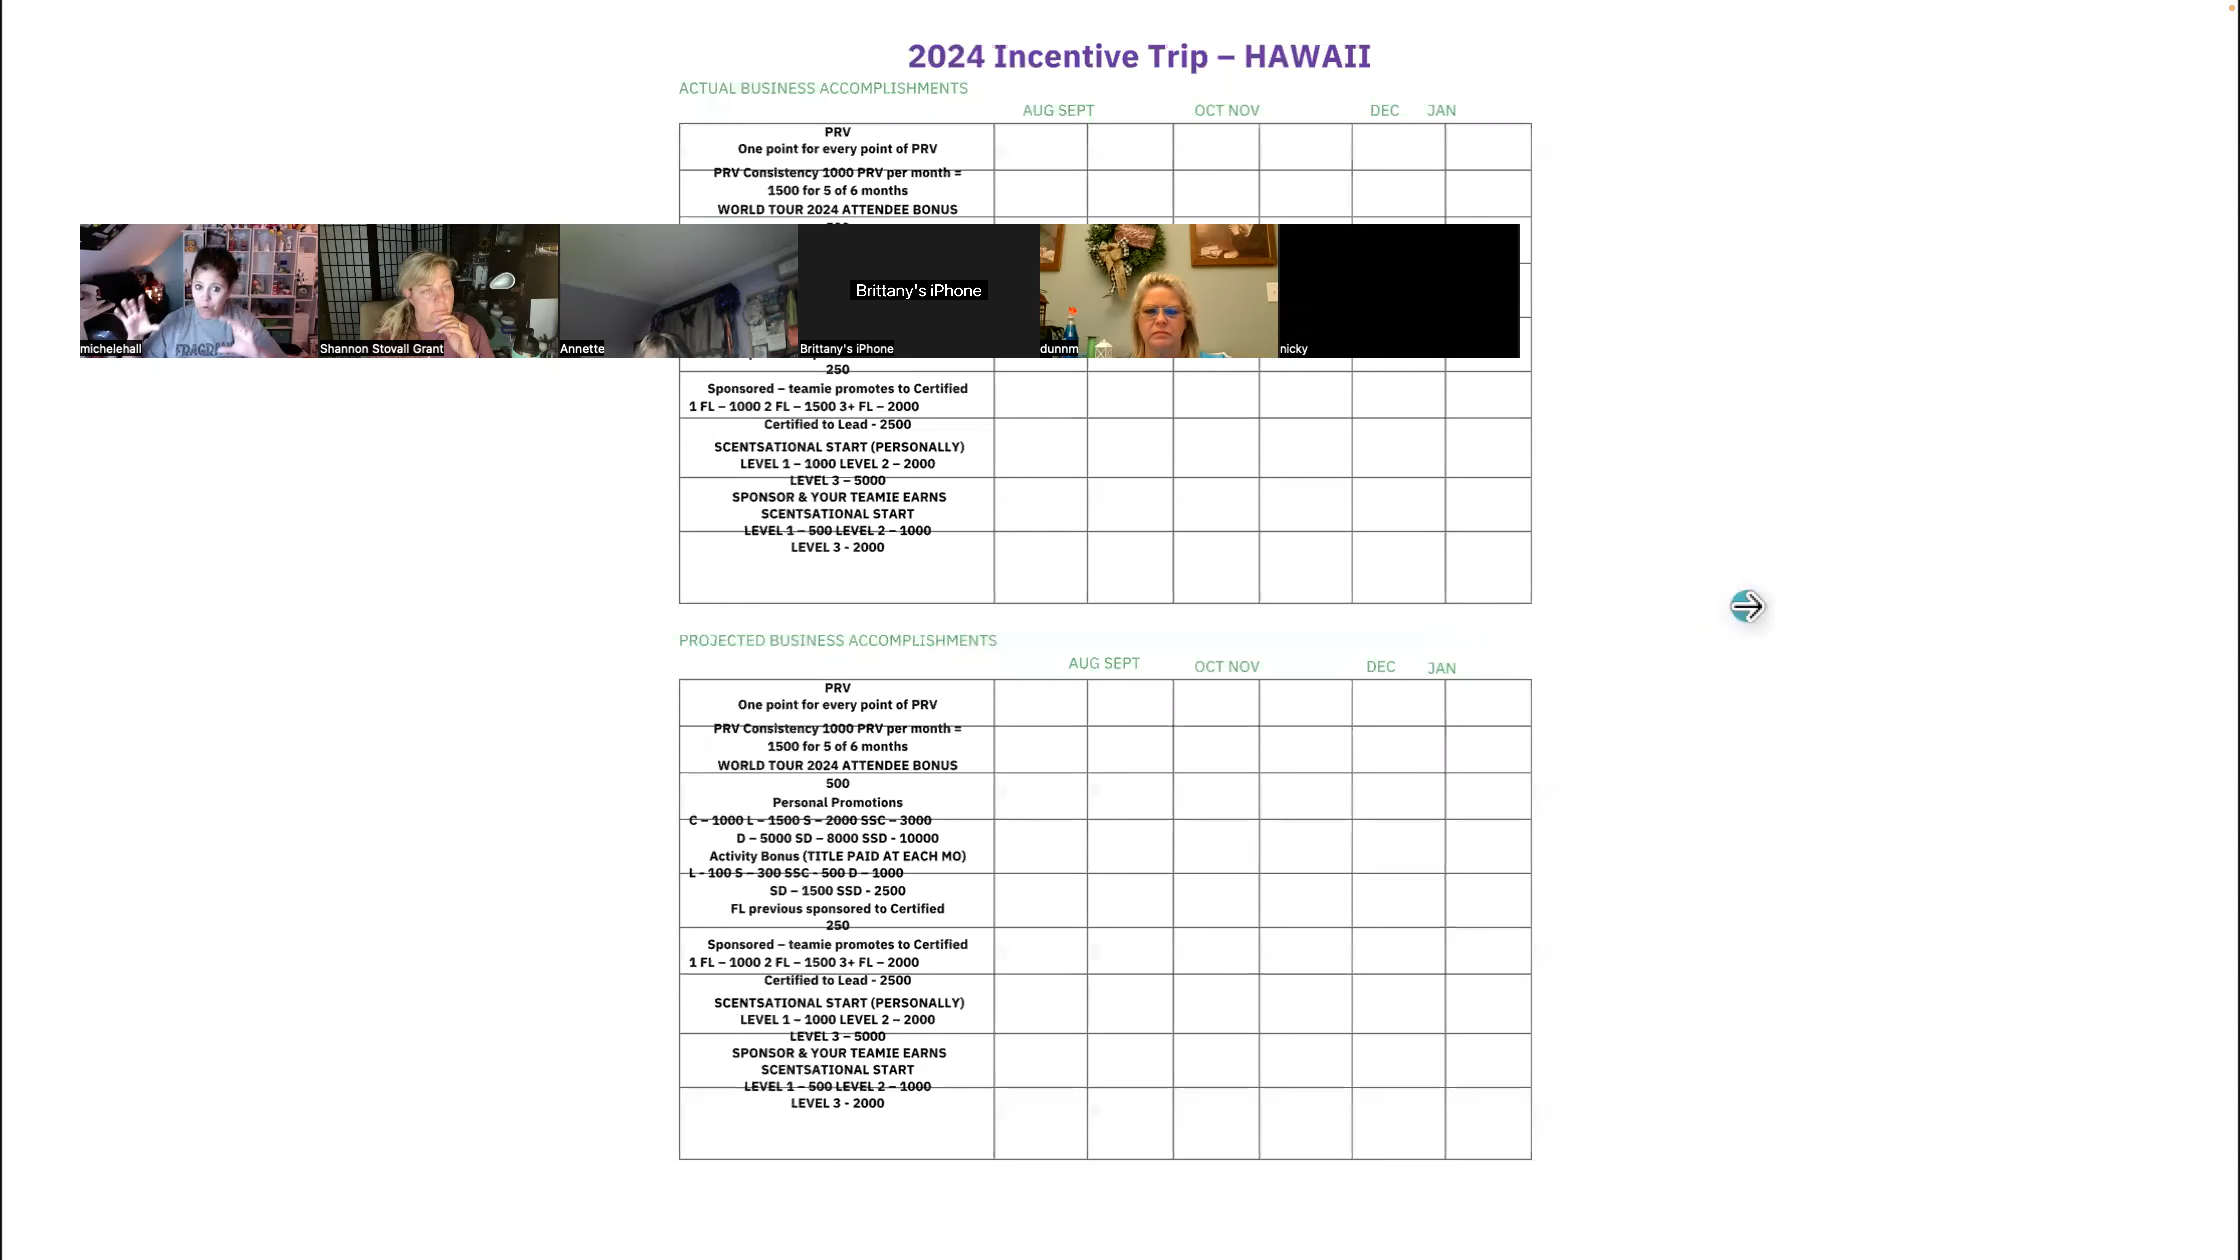 2024 Incentive Trip – HAWAII
ACTUAL BUSINESS ACCOMPLISHMENTS
AUG SEPT OCT NOV DEC JAN
PRV
One point for every point of PRV
PRV Consistency 1000 PRV per month =
1500 for 5 of 6 months
WORLD TOUR 2024 ATTENDEE BONUS
Brittany's iPhone
michelehall
Shannon Stovall Grant
Annette
Brittany's iPhone
dunnm
nicky
250
Sponsored – teamie promotes to Certified
1 FL – 1000 2 FL – 1500 3+ FL – 2000
Certified to Lead - 2500
SCENTSATIONAL START (PERSONALLY)
LEVEL 1 – 1000 LEVEL 2 – 2000
LEVEL 3 – 5000
SPONSOR & YOUR TEAMIE EARNS
SCENTSATIONAL START
LEVEL 1 – 500 LEVEL 2 – 1000
LEVEL 3 - 2000
PROJECTED BUSINESS ACCOMPLISHMENTS
AUG SEPT OCT NOV DEC JAN
PRV
One point for every point of PRV
PRV Consistency 1000 PRV per month =
1500 for 5 of 6 months
WORLD TOUR 2024 ATTENDEE BONUS
500
Personal Promotions
C – 1000 L – 1500 S – 2000 SSC – 3000
D – 5000 SD – 8000 SSD - 10000
Activity Bonus (TITLE PAID AT EACH MO)
L - 100 S – 300 SSC - 500 D – 1000
SD – 1500 SSD - 2500
FL previous sponsored to Certified
250
Sponsored – teamie promotes to Certified
1 FL – 1000 2 FL – 1500 3+ FL – 2000
Certified to Lead - 2500
SCENTSATIONAL START (PERSONALLY)
LEVEL 1 – 1000 LEVEL 2 – 2000
LEVEL 3 – 5000
SPONSOR & YOUR TEAMIE EARNS
SCENTSATIONAL START
LEVEL 1 – 500 LEVEL 2 – 1000
LEVEL 3 - 2000